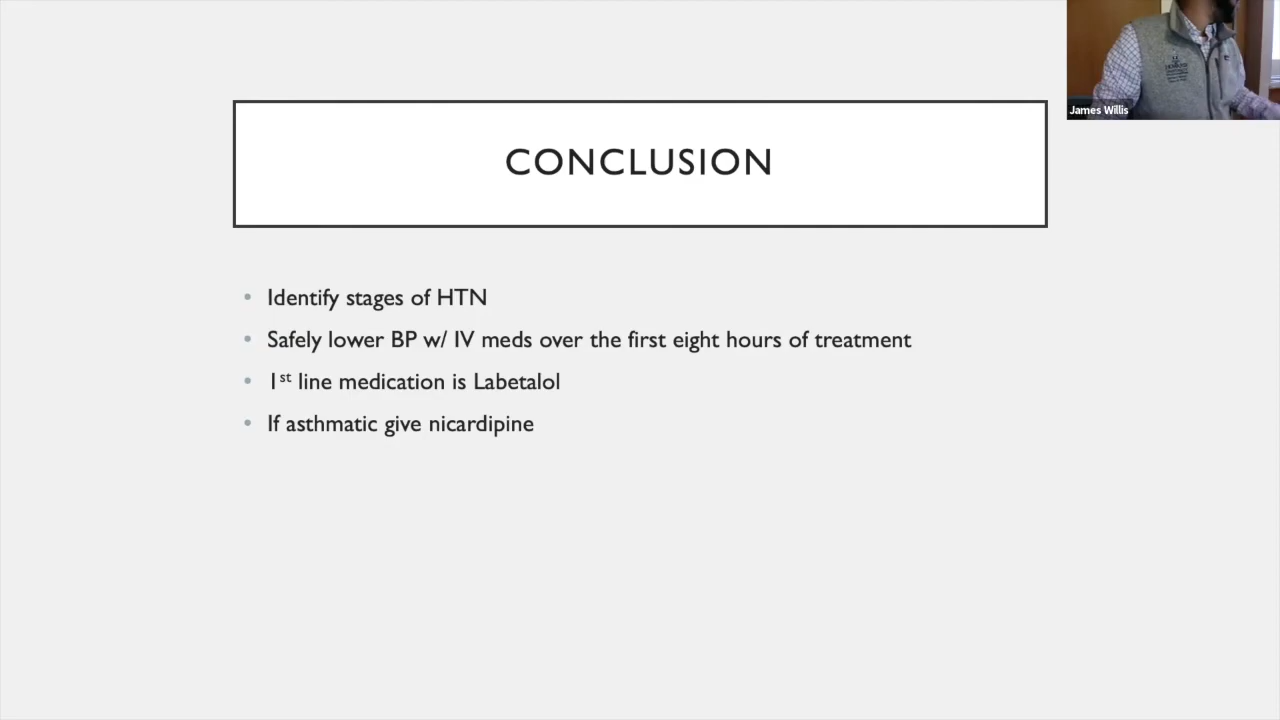 CONCLUSION
• Identify stages of HTN
• Safely lower BP w/ IV meds over the first eight hours of treatment
• 1st line medication is Labetalol
• If asthmatic give nicardipine
James Willis